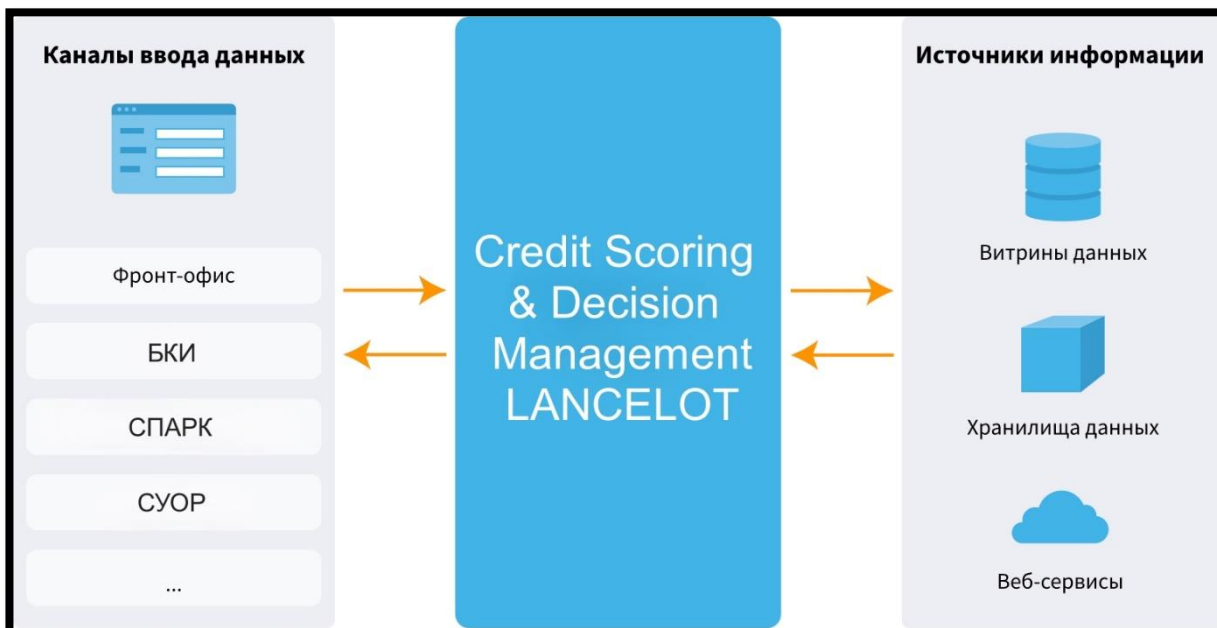 Каналы ввода данных
Фронт-офис
БКИ
СПАРК
СУОР
...
Credit Scoring
& Decision
Management
LANCELOT
Источники информации
Витрины данных
Хранилища данных
Веб-сервисы